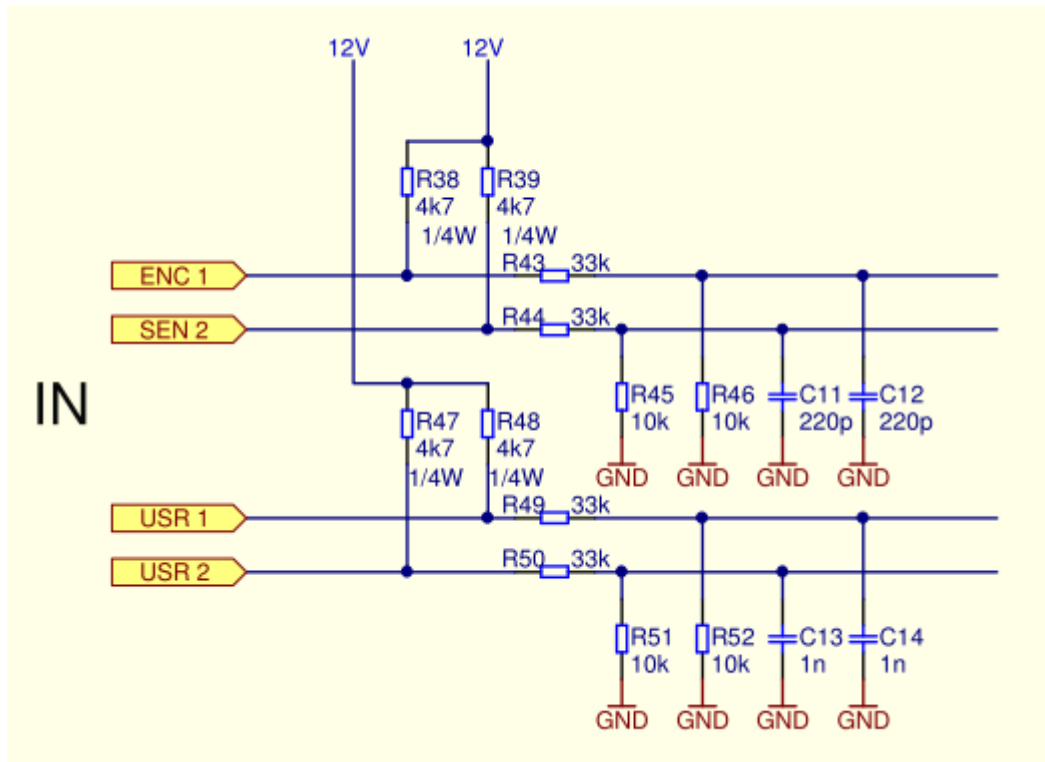 12V 12V
R38 R39
4k7 4k7
1/4W 1/4W
ENC 1 R43 33k
SEN 2 R44 33k
IN
R45 R46 C11 C12
10k 10k 220p 220p
R47 R48
4k7 4k7
1/4W 1/4W
GND GND GND GND
USR 1 R49 33k
USR 2 R50 33k
R51 R52 C13 C14
10k 10k 1n 1n
GND GND GND GND